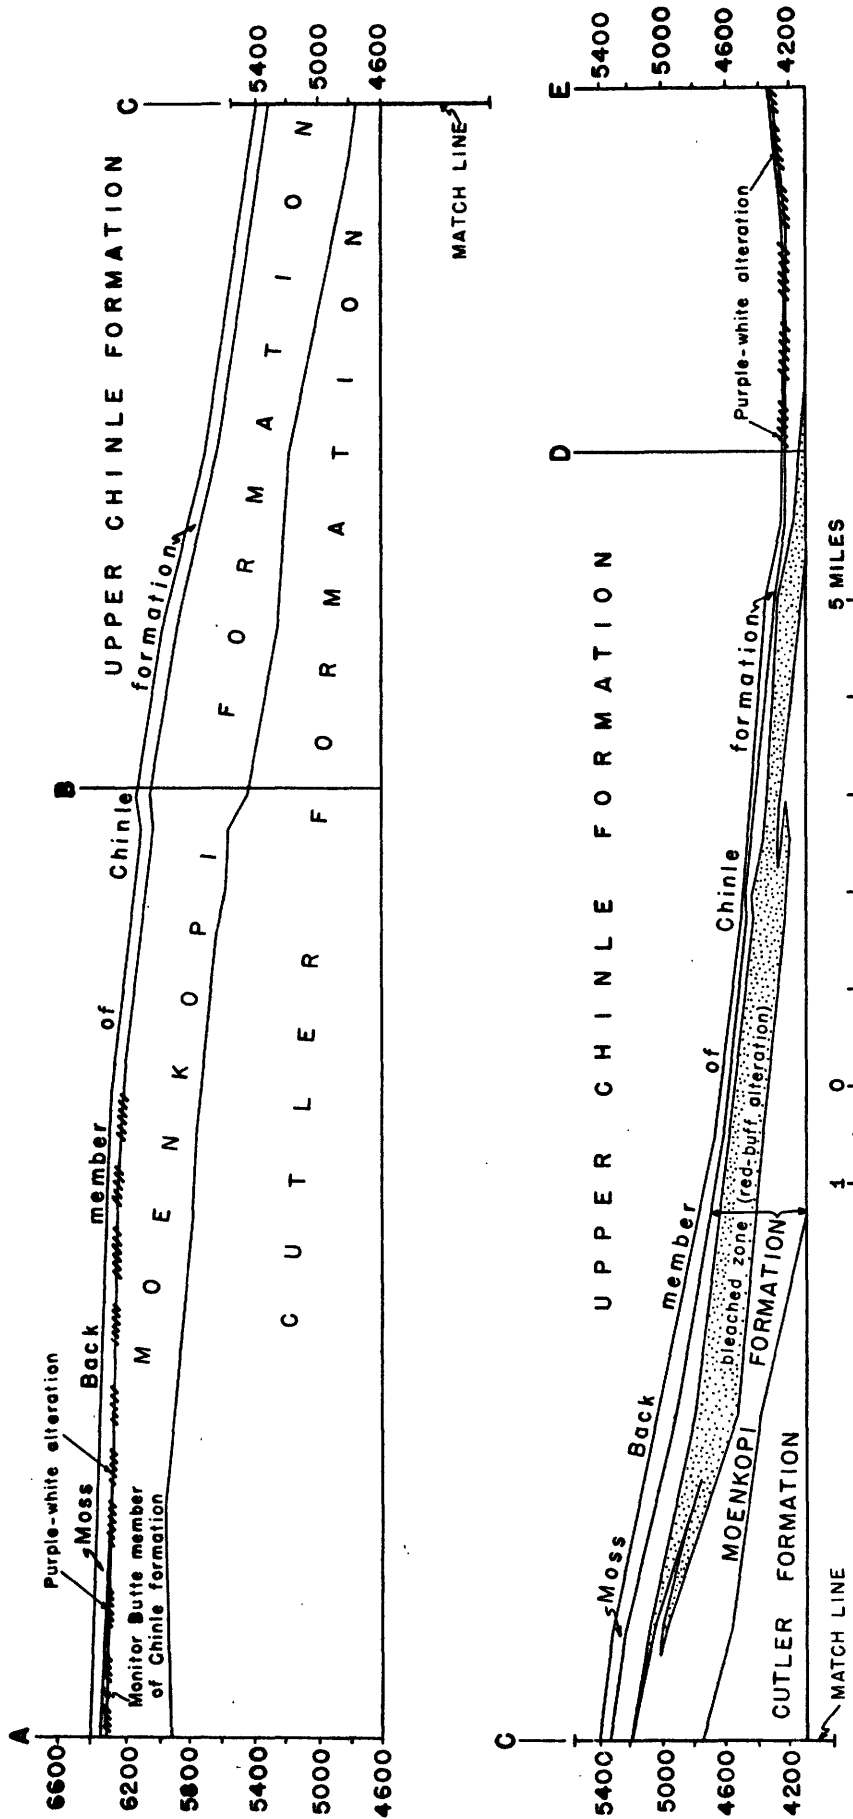 A
B
C
6600
6200
5800
5400
5000
4600
5400
5000
4600
UPPER CHINLE FORMATION
Purple-white alteration
Moss Back member of Chinle formation
Monitor Butte member
of Chinle formation
MOENKOPI FORMATION
CUTLER FORMATION
MATCH LINE
C
D
E
5400
5000
4600
4200
5400
5000
4600
4200
UPPER CHINLE FORMATION
Moss Back member of Chinle formation
Purple-white alteration
bleached zone (red-buff alteration)
MOENKOPI FORMATION
CUTLER FORMATION
MATCH LINE
1 0 5 MILES